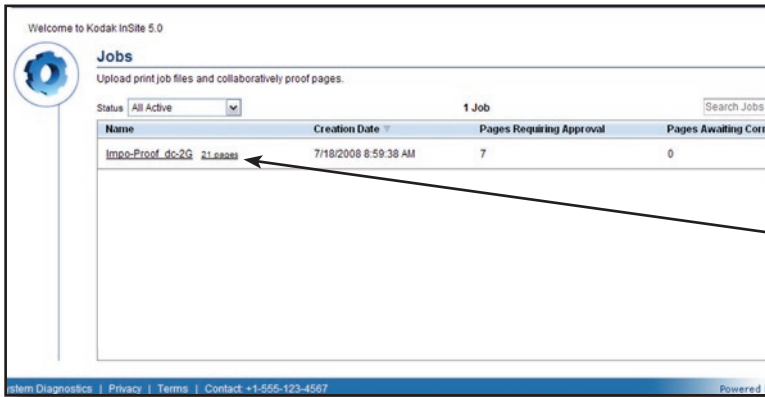 Welcome to Kodak InSite 5.0
Jobs
Upload print job files and collaboratively proof pages.
Status All Active 1 Job Search Jobs
Name Creation Date Pages Requiring Approval Pages Awaiting
Impo-Proof_dc-2G 21 pages 7/18/2008 8:59:38 AM 7 0
Diagnostics | Privacy | Terms | Contact: +1-555-123-4567 Powered